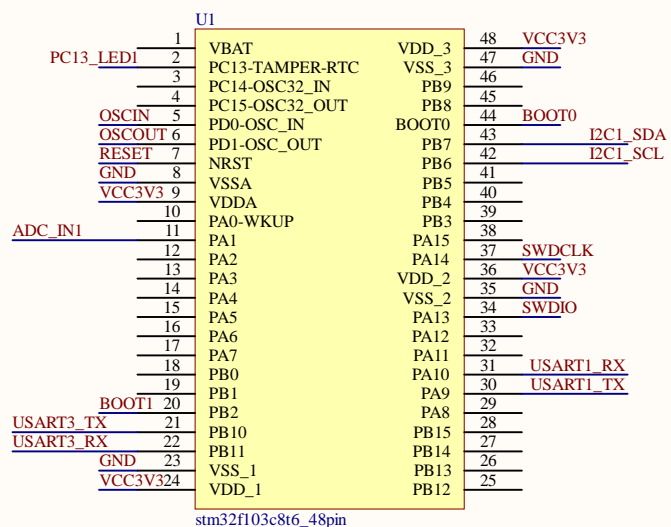 U1
1 VBAT VDD_3 48 VCC3V3
PC13_LED1 2 PC13-TAMPER-RTC VSS_3 47 GND
3 PC14-OSC32_IN PB9 46
4 PC15-OSC32_OUT PB8 45
OSCIN 5 PD0-OSC_IN BOOT0 44 BOOT0
OSCOUT 6 PD1-OSC_OUT PB7 43 I2C1_SDA
RESET 7 NRST PB6 42 I2C1_SCL
GND 8 VSSA PB5 41
VCC3V3 9 VDDA PB4 40
10 PA0-WKUP PB3 39
ADC_IN1 11 PA1 PA15 38
12 PA2 PA14 37 SWDCLK
13 PA3 VDD_2 36 VCC3V3
14 PA4 VSS_2 35 GND
15 PA5 PA13 34 SWDIO
16 PA6 PA12 33
17 PA7 PA11 32
18 PB0 PA10 31 USART1_RX
19 PB1 PA9 30 USART1_TX
BOOT1 20 PB2 PA8 29
USART3_TX 21 PB10 PB15 28
USART3_RX 22 PB11 PB14 27
GND 23 VSS_1 PB13 26
VCC3V3 24 VDD_1 PB12 25
stm32f103c8t6_48pin